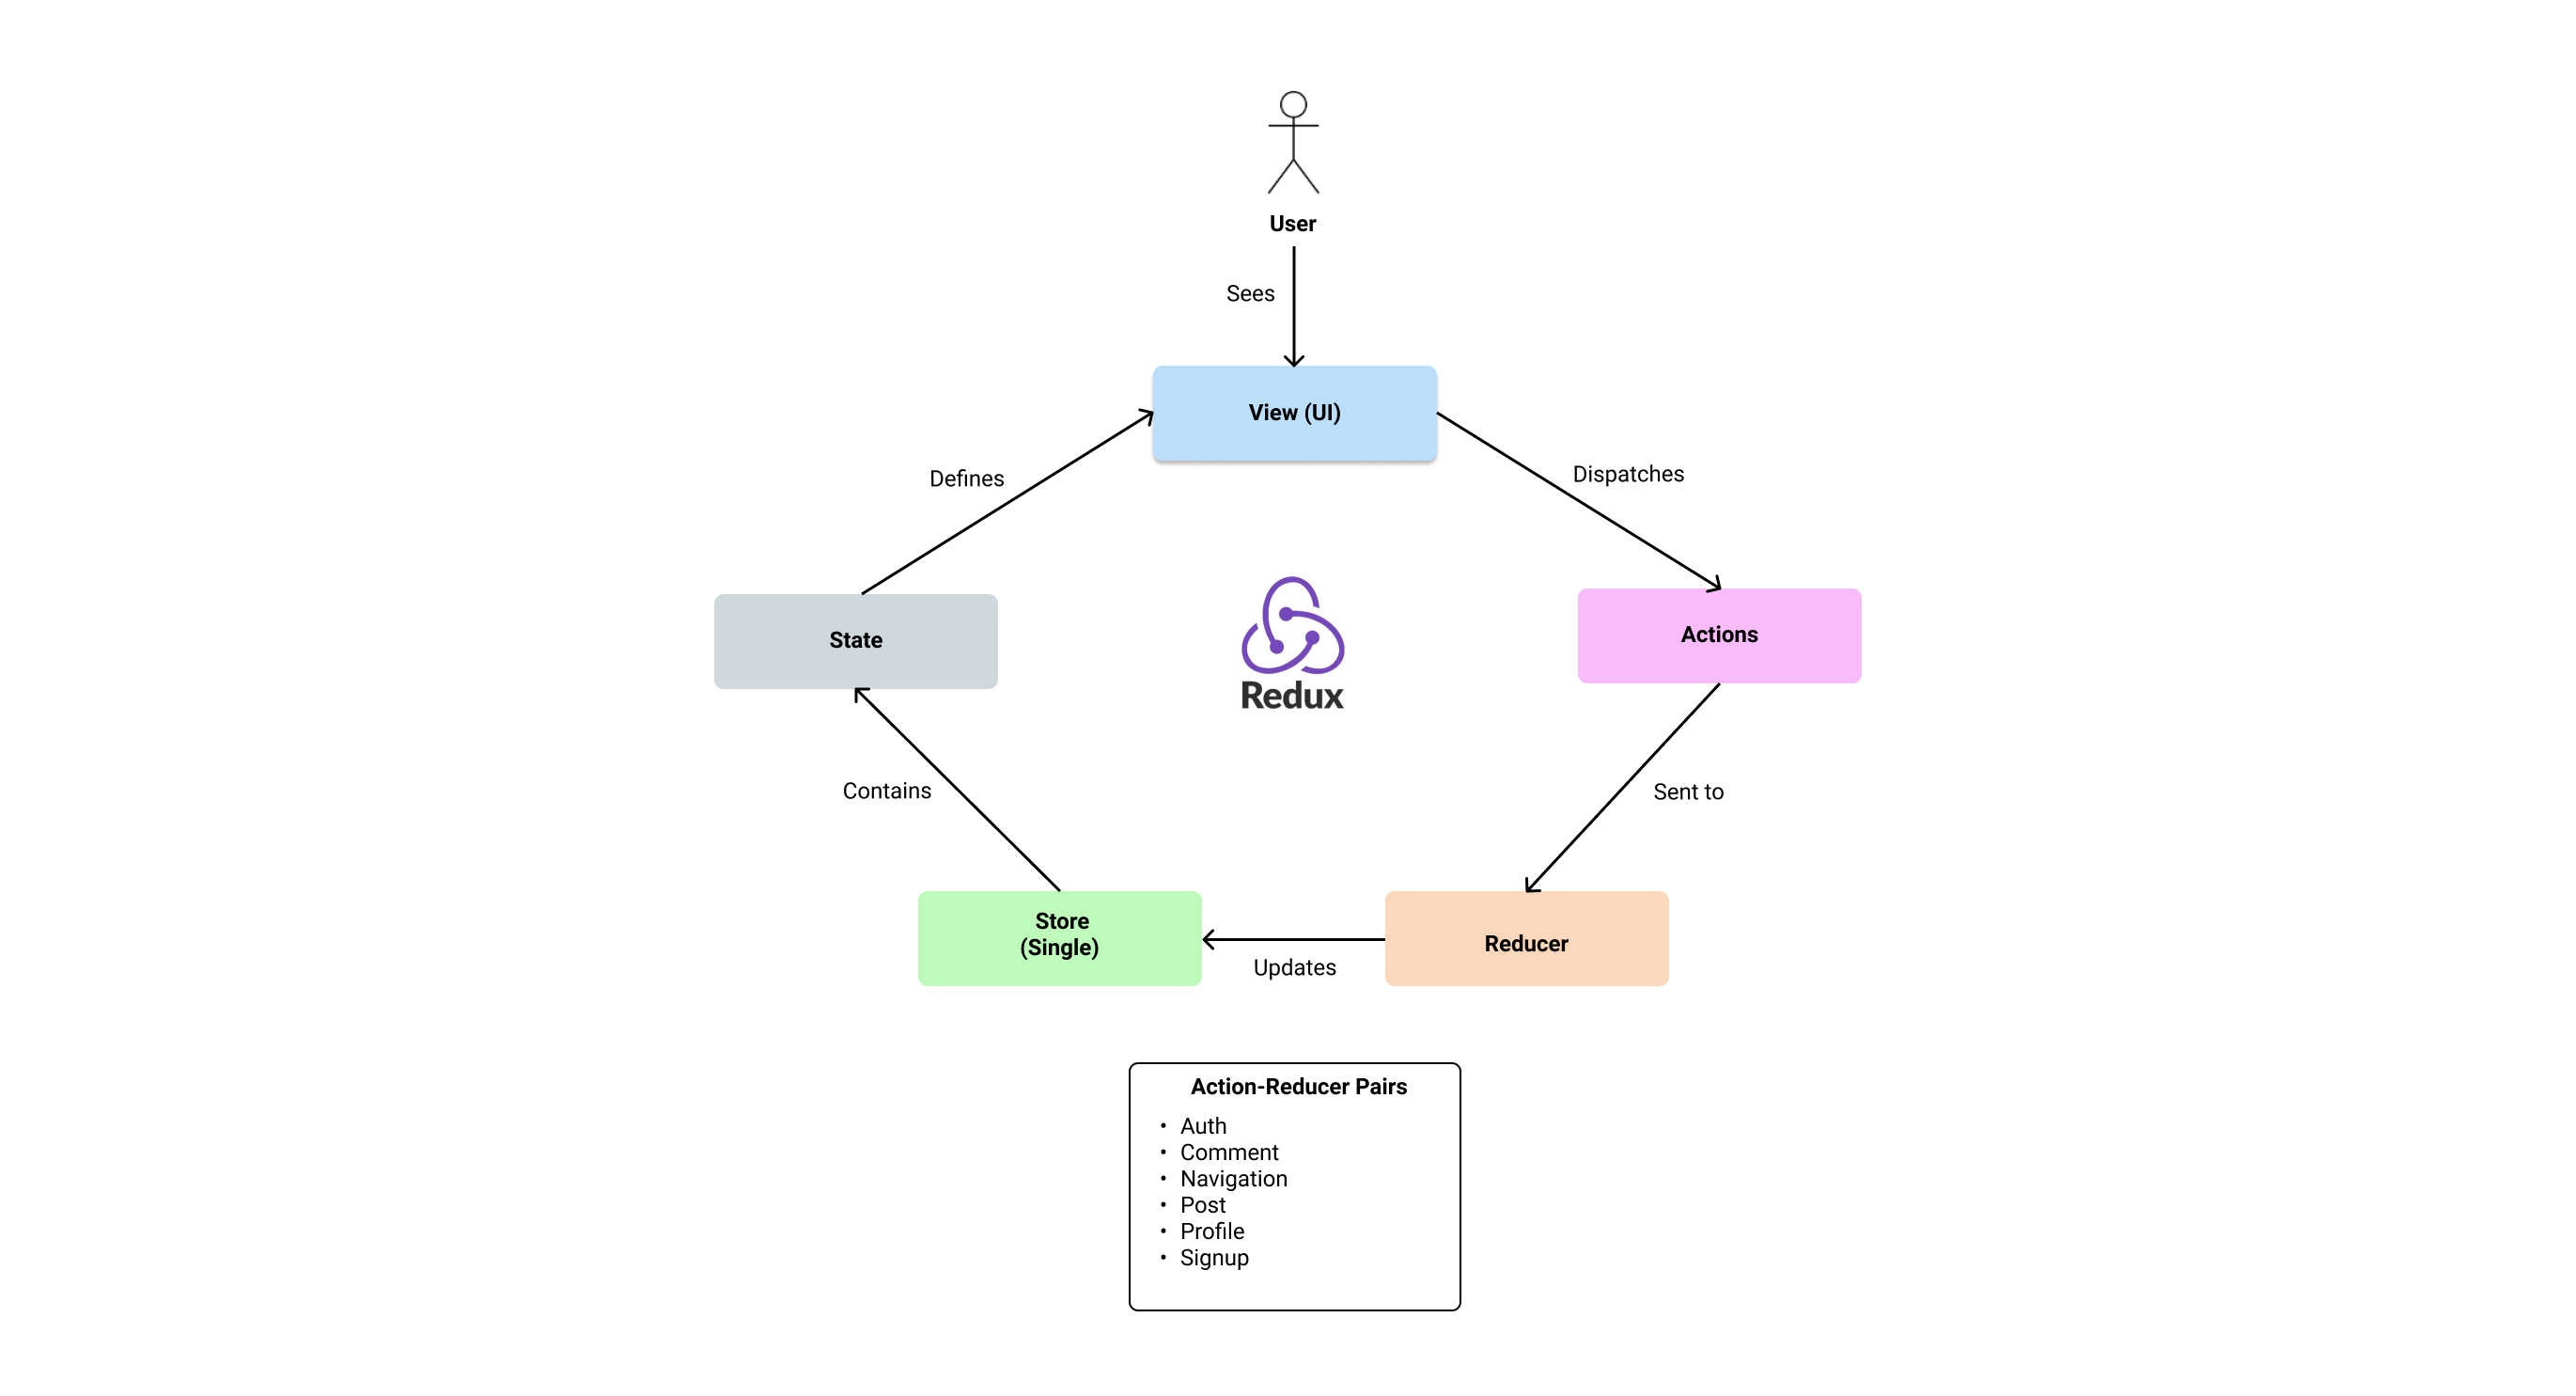 User
Sees
View (UI)
Defines
Dispatches
State
Redux
Actions
Contains
Sent to
Store
(Single)
Reducer
Updates
Action-Reducer Pairs
• Auth
• Comment
• Navigation
• Post
• Profile
• Signup